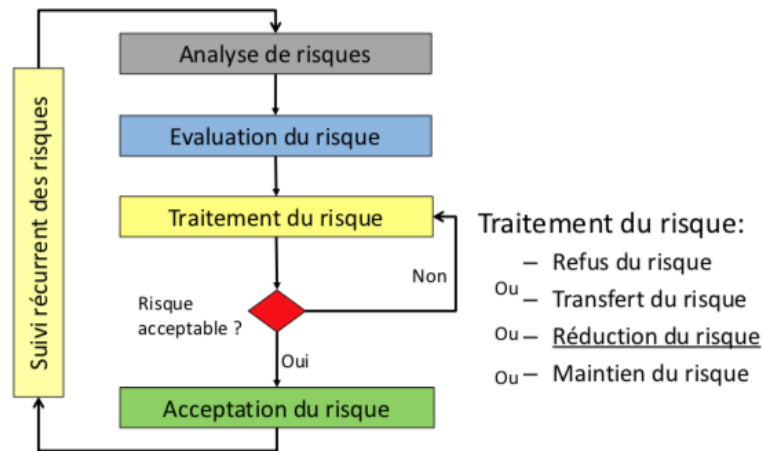 Analyse de risques
Evaluation du risque
Traitement du risque
Non
Risque
acceptable ?
Oui
Acceptation du risque
Suivi récurrent des risques
Traitement du risque:
– Refus du risque
Ou – Transfert du risque
Ou – Réduction du risque
Ou – Maintien du risque